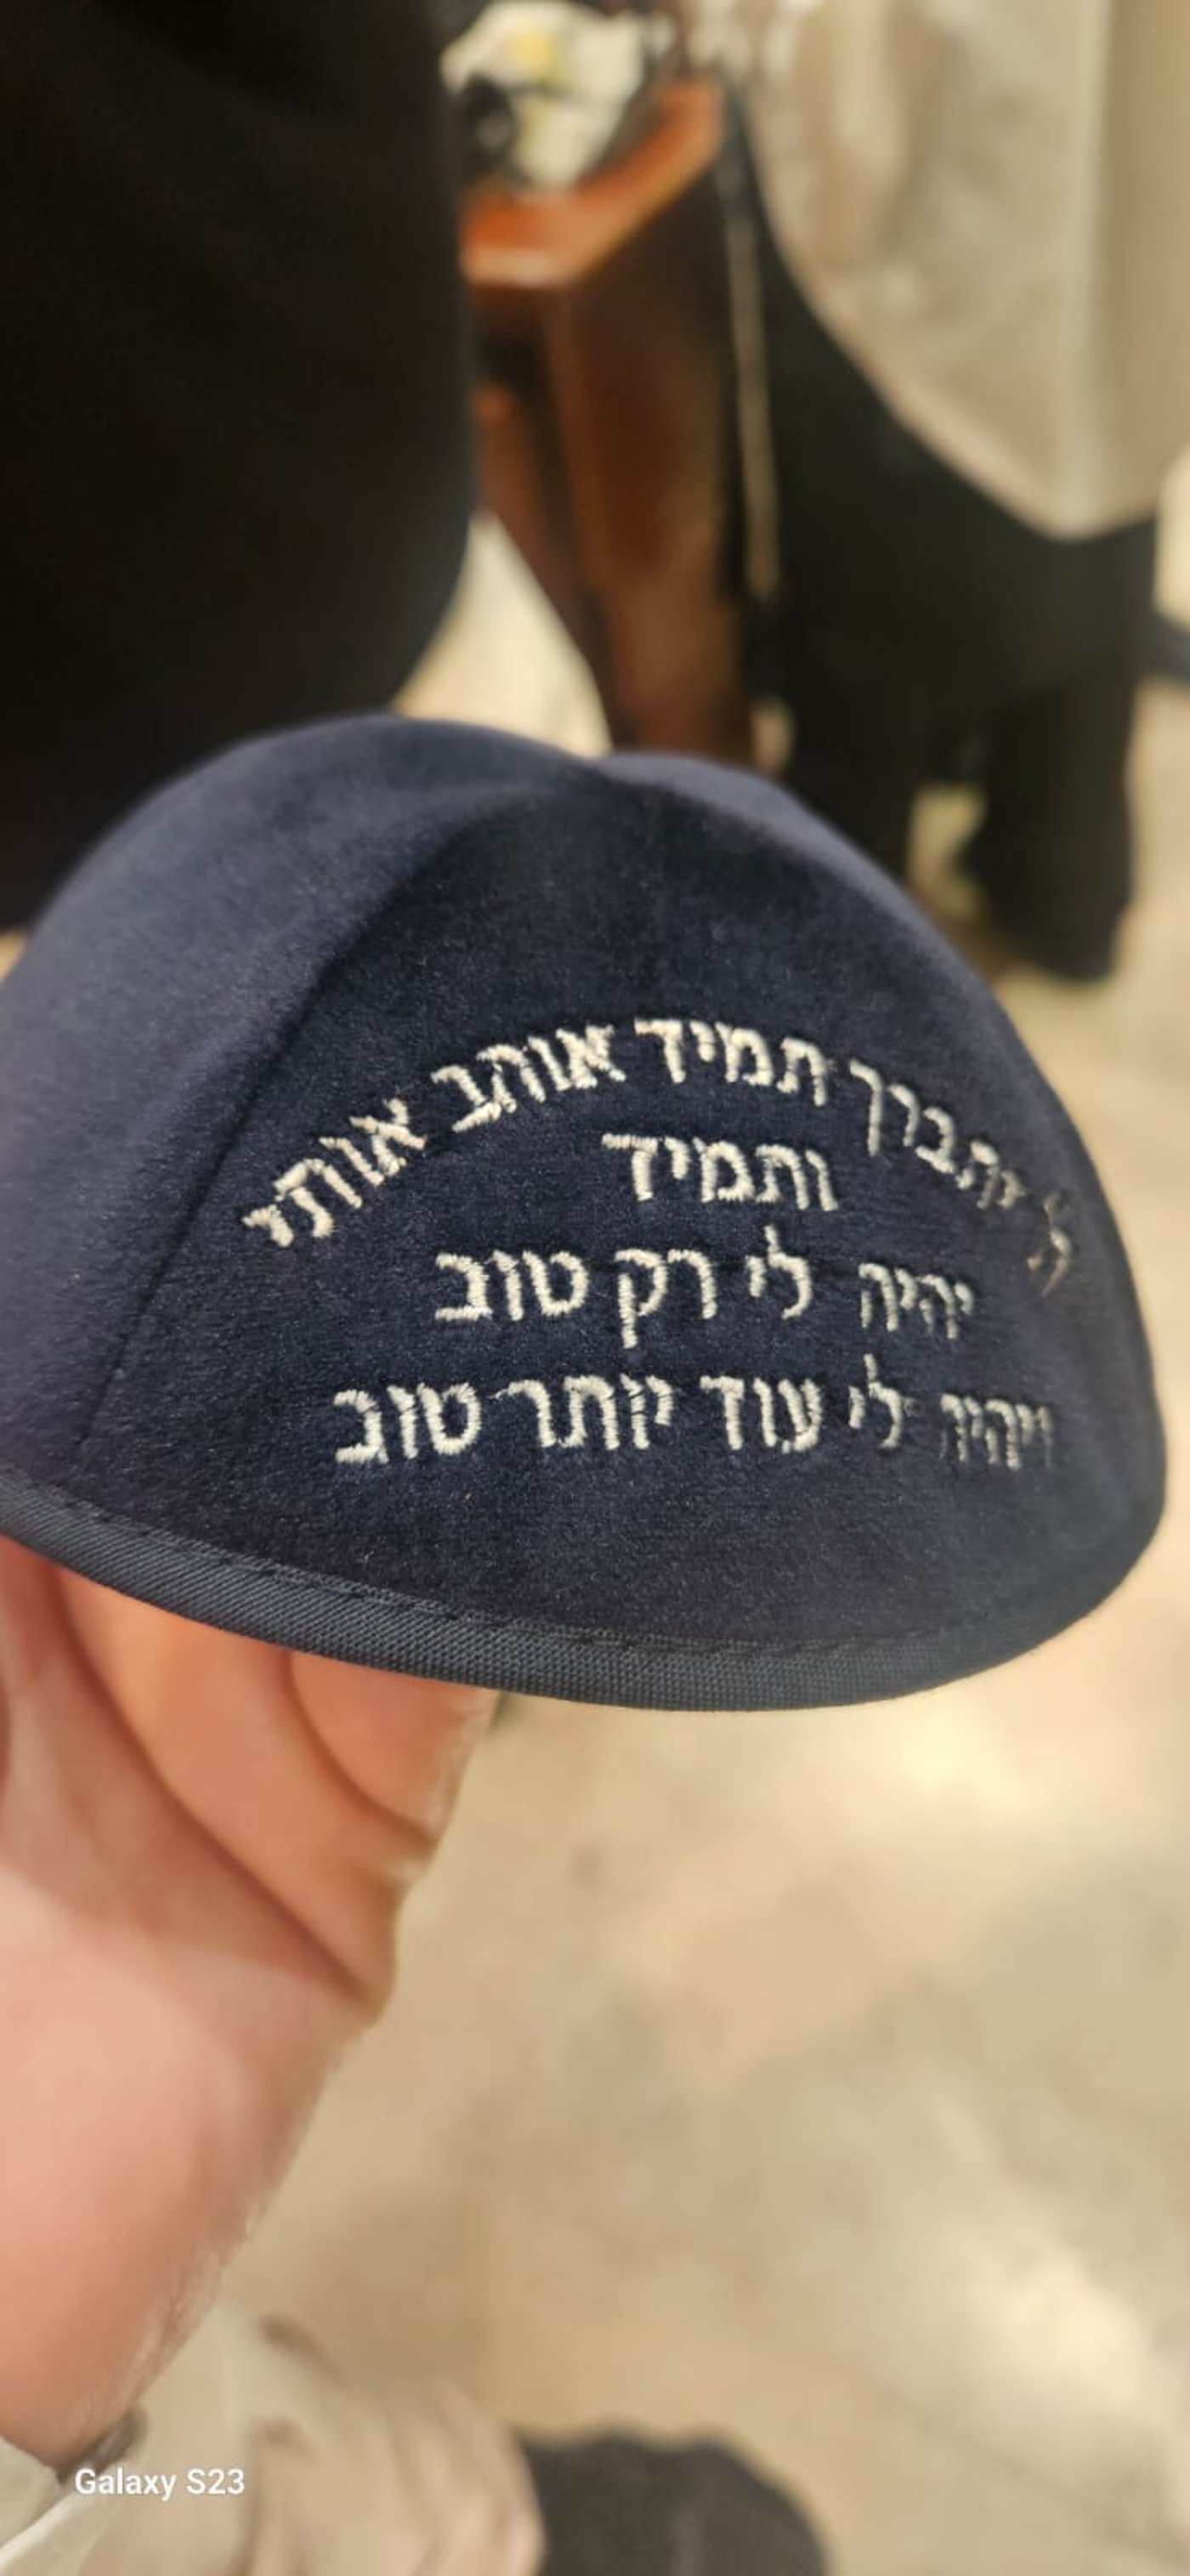 ה׳ יתברך תמיד אוהב אותי
ותמיד
יהיה לי רק טוב
ויהיה לי עוד יותר טוב
Galaxy S23